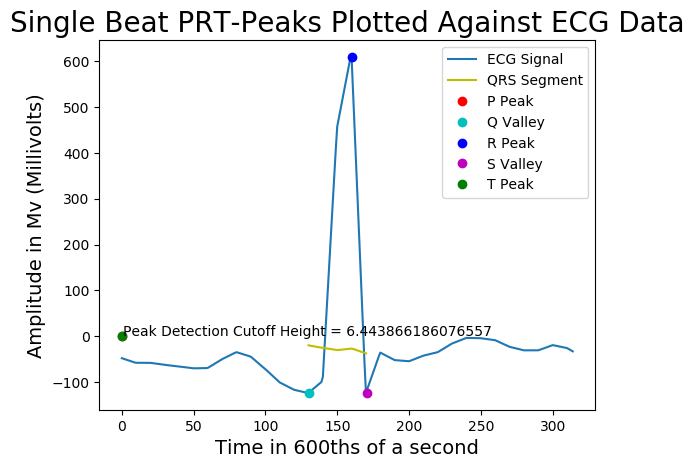 Single Beat PRT-Peaks Plotted Against ECG Data
Amplitude in Mv (Millivolts)
600
500
400
300
200
100
0
−100
ECG Signal
QRS Segment
P Peak
Q Valley
R Peak
S Valley
T Peak
Peak Detection Cutoff Height = 6.443866186076557
0 50 100 150 200 250 300
Time in 600ths of a second